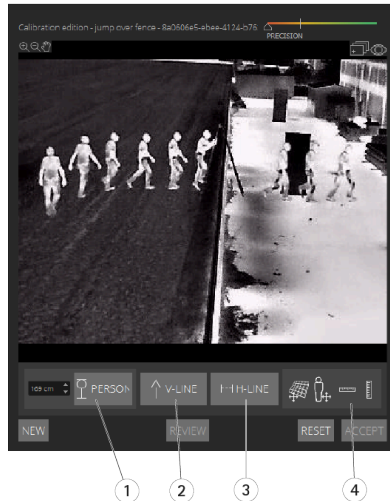 Calibration edition - jump over fence - 8a0606e5-ebee-4124-b76
PRECISION
169 cm
PERSON
V-LINE
H-LINE
NEW
REVIEW
RESET
ACCEPT
1
2
3
4